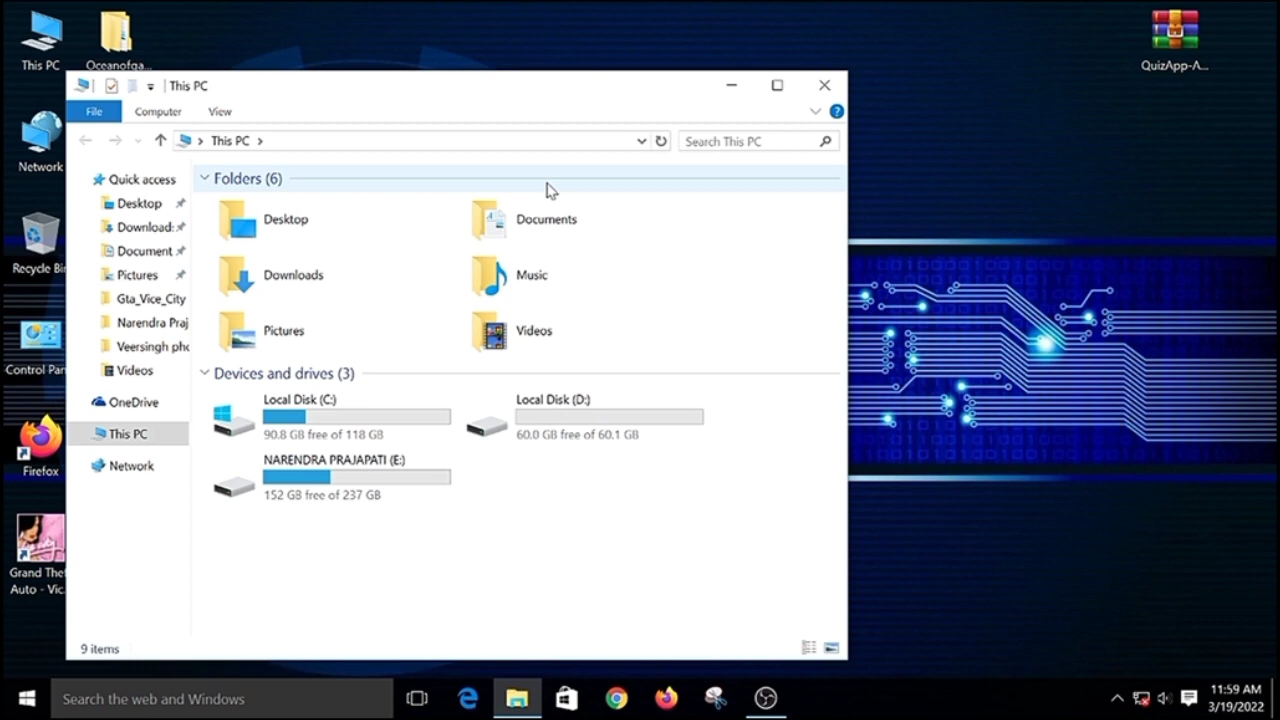 This PC
Oceanofga...
QuizApp-A...
Network
Recycle Bin
Control Pan
Firefox
Grand Thef
Auto - Vic...
This PC
File
Computer
View
This PC
Search This PC
Quick access
Desktop
Download:
Document
Pictures
Gta_Vice_City
Narendra Praj
Veersingh pho
Videos
OneDrive
This PC
Network
Folders (6)
Desktop
Documents
Downloads
Music
Pictures
Videos
Devices and drives (3)
Local Disk (C:)
90.8 GB free of 118 GB
Local Disk (D:)
60.0 GB free of 60.1 GB
NARENDRA PRAJAPATI (E:)
152 GB free of 237 GB
9 items
Search the web and Windows
11:59 AM
3/19/2022